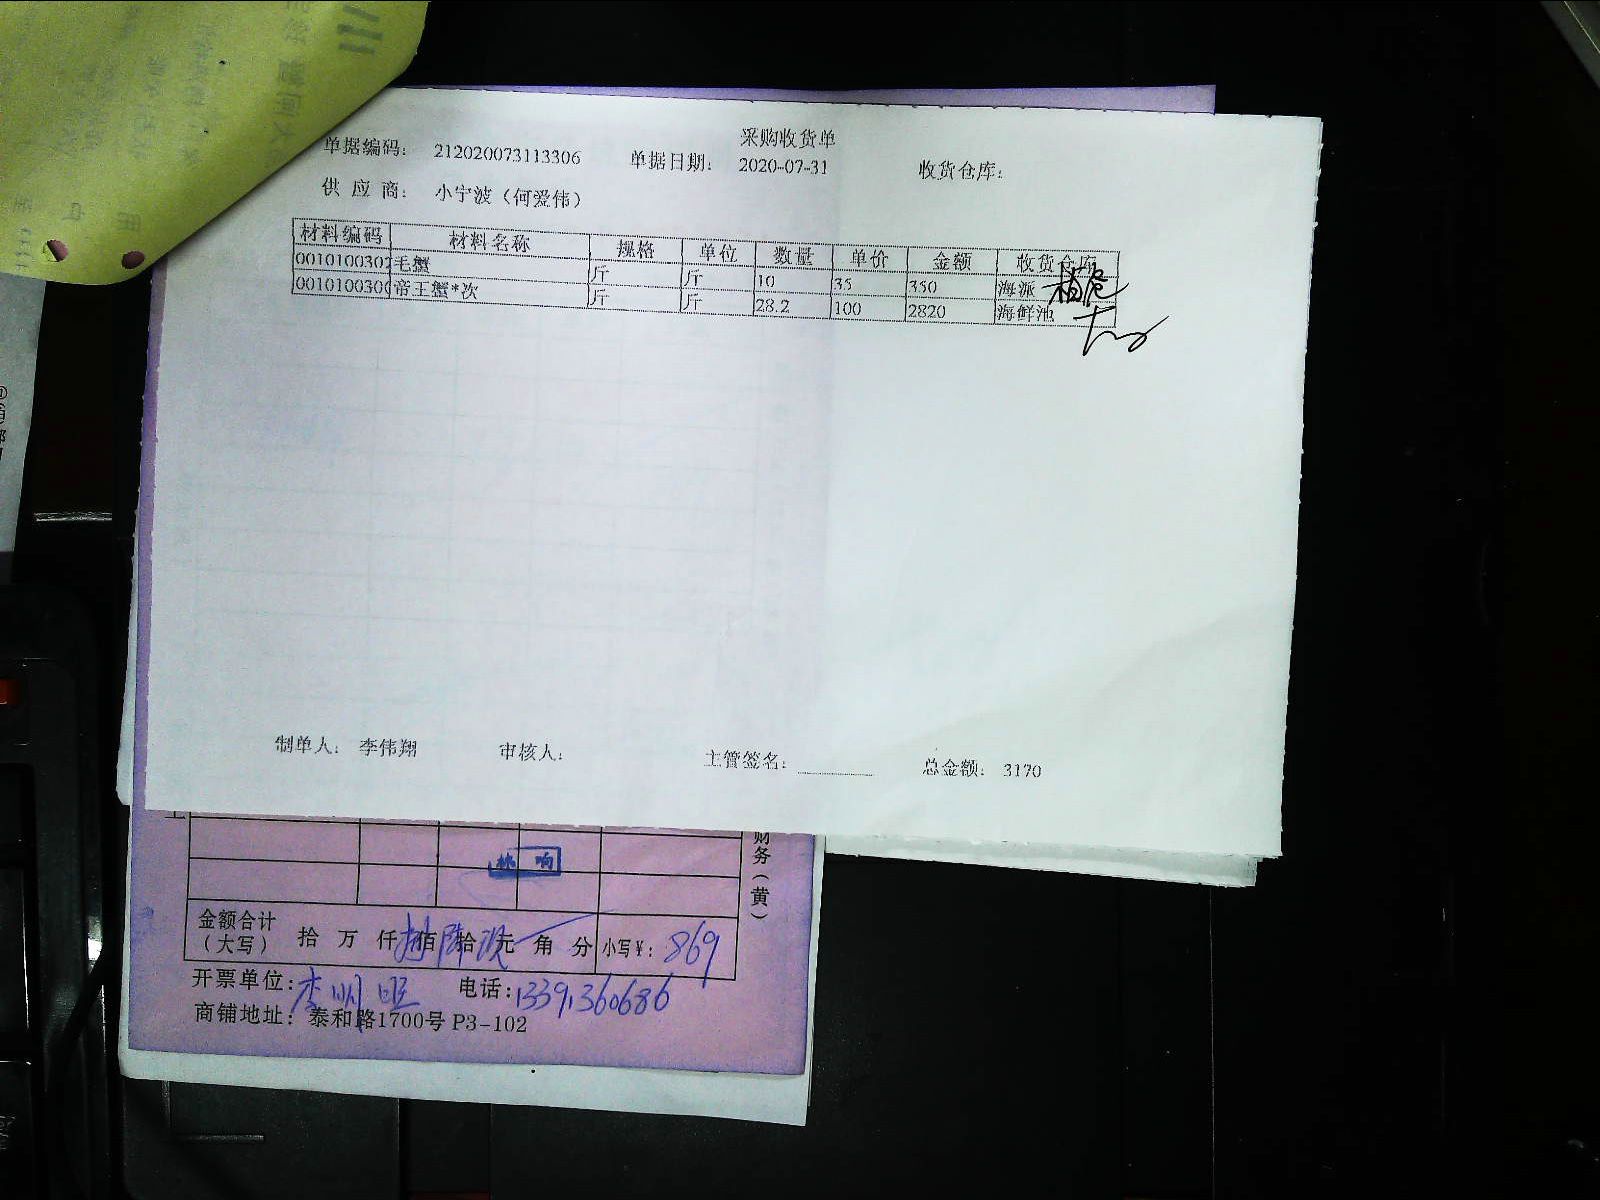 采购收货单
单据编码： 212020073113306 单据日期： 2020-07-31 收货仓库：
供 应 商： 小宁波（何爱伟）
材料编码 材料名称 规格 单位 数量 单价 金额 收货仓库
0010100302 毛蟹 斤 斤 10 35 350 海派
001010030 帝王蟹*次 斤 斤 28.2 100 2820 海鲜池
制单人： 李伟翔 审核人： 主管签名： 总金额： 3170
财务（黄）
金额合计（大写） 拾 万 仟 佰 拾 元 角 分 小写¥： 869
开票单位： 电话：13391360686
商铺地址： 泰和路1700号 P3-102